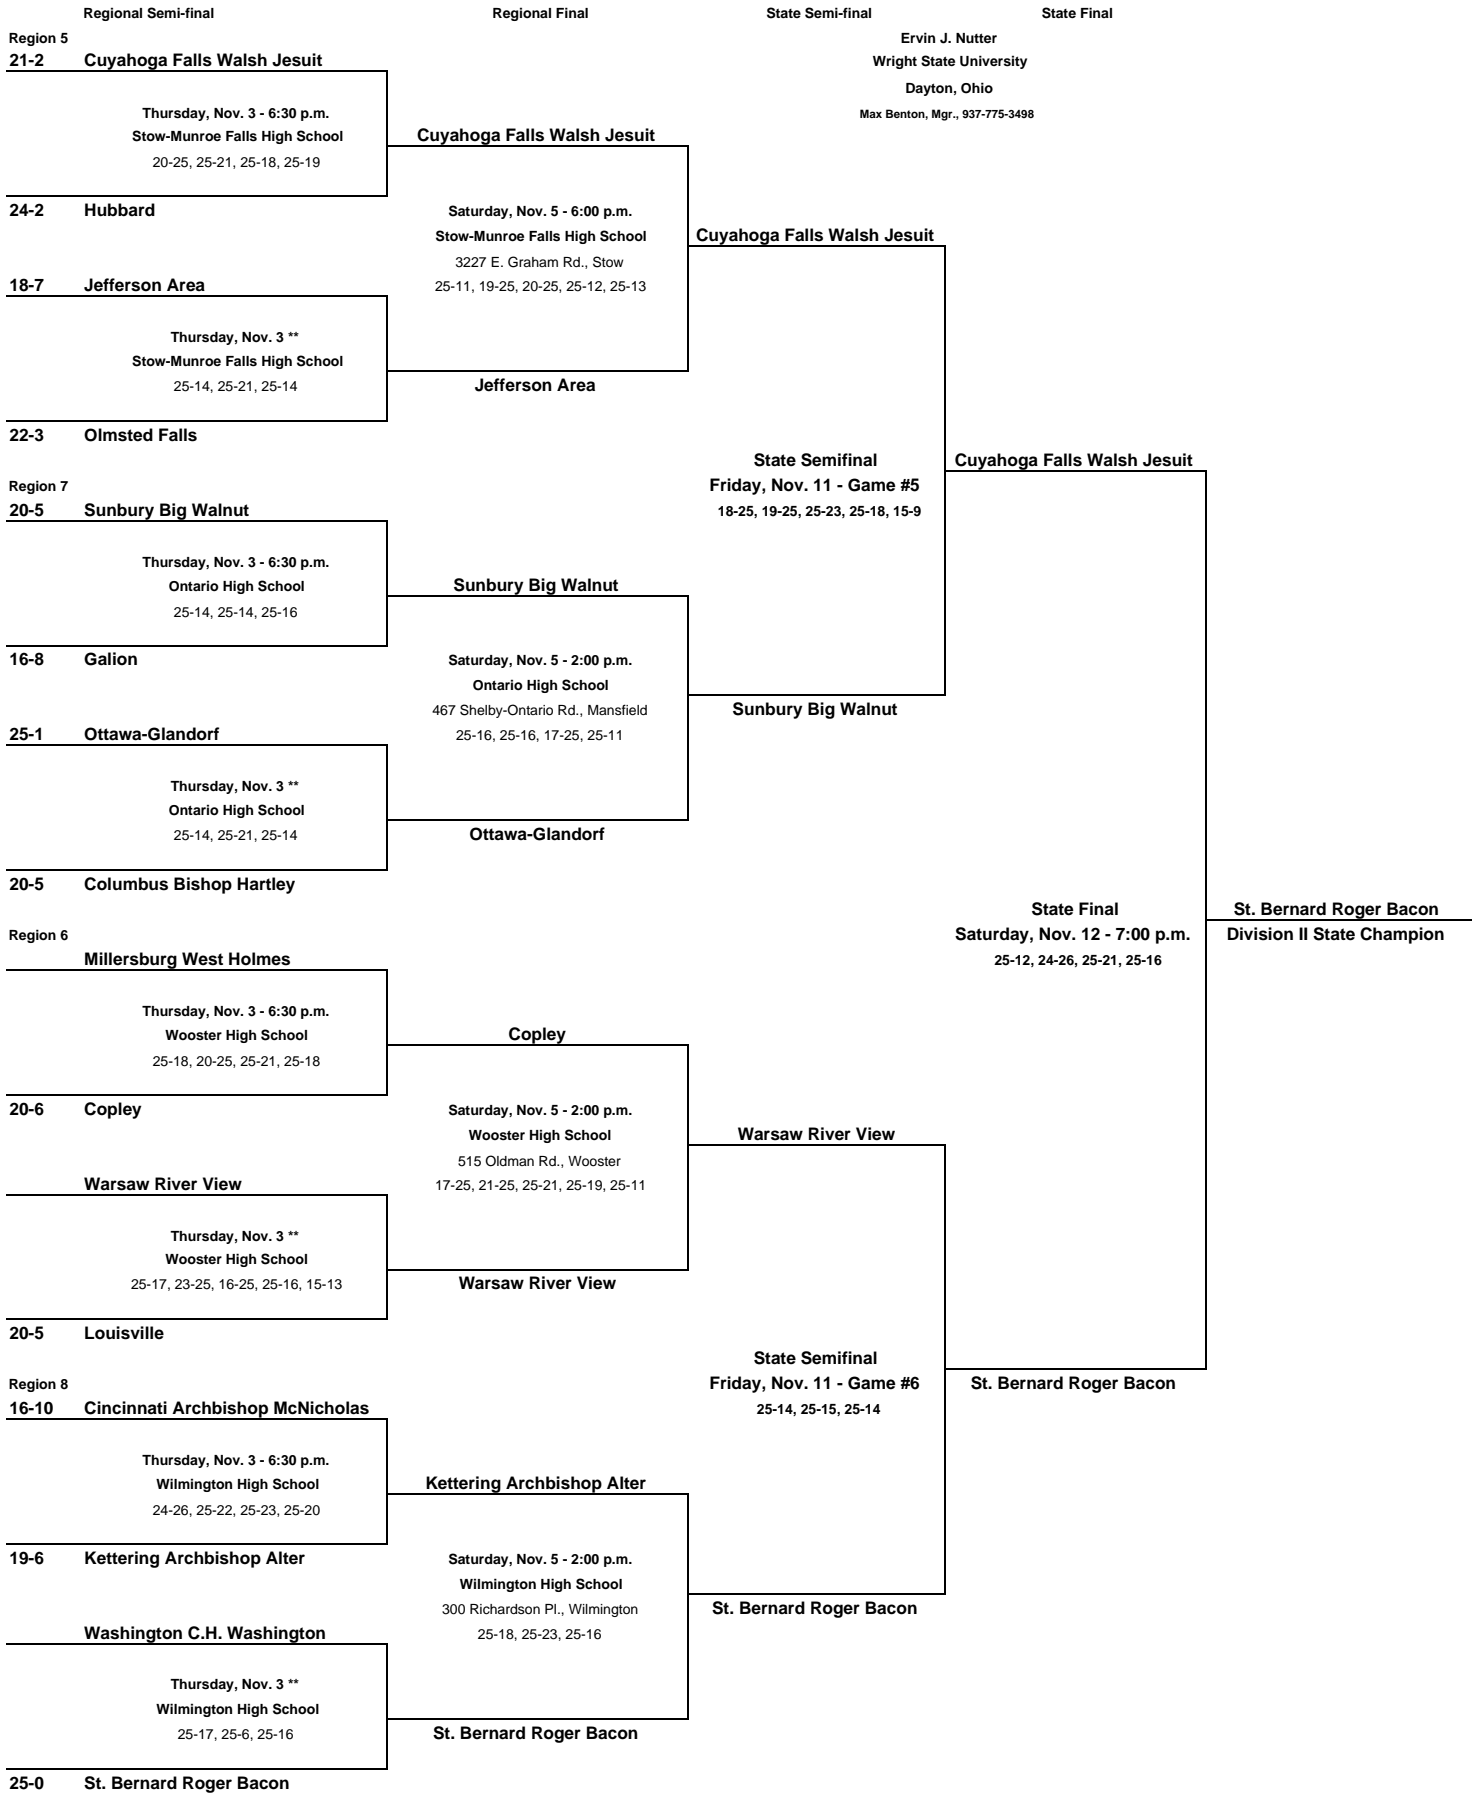 Regional Semi-final
Regional Final
State Semi-final
State Final
Ervin J. Nutter
Wright State University
Dayton, Ohio
Max Benton, Mgr., 937-775-3498
Region 5
21-2 Cuyahoga Falls Walsh Jesuit
Thursday, Nov. 3 - 6:30 p.m.
Stow-Munroe Falls High School
20-25, 25-21, 25-18, 25-19
24-2 Hubbard
18-7 Jefferson Area
Thursday, Nov. 3 **
Stow-Munroe Falls High School
25-14, 25-21, 25-14
22-3 Olmsted Falls
Region 7
20-5 Sunbury Big Walnut
Thursday, Nov. 3 - 6:30 p.m.
Ontario High School
25-14, 25-14, 25-16
16-8 Galion
25-1 Ottawa-Glandorf
Thursday, Nov. 3 **
Ontario High School
25-14, 25-21, 25-14
20-5 Columbus Bishop Hartley
Region 6
Millersburg West Holmes
Thursday, Nov. 3 - 6:30 p.m.
Wooster High School
25-18, 20-25, 25-21, 25-18
20-6 Copley
Warsaw River View
Thursday, Nov. 3 **
Wooster High School
25-17, 23-25, 16-25, 25-16, 15-13
20-5 Louisville
Region 8
16-10 Cincinnati Archbishop McNicholas
Thursday, Nov. 3 - 6:30 p.m.
Wilmington High School
24-26, 25-22, 25-23, 25-20
19-6 Kettering Archbishop Alter
Washington C.H. Washington
Thursday, Nov. 3 **
Wilmington High School
25-17, 25-6, 25-16
25-0 St. Bernard Roger Bacon
Cuyahoga Falls Walsh Jesuit
Saturday, Nov. 5 - 6:00 p.m.
Stow-Munroe Falls High School
3227 E. Graham Rd., Stow
25-11, 19-25, 20-25, 25-12, 25-13
Jefferson Area
Sunbury Big Walnut
Saturday, Nov. 5 - 2:00 p.m.
Ontario High School
467 Shelby-Ontario Rd., Mansfield
25-16, 25-16, 17-25, 25-11
Ottawa-Glandorf
Copley
Saturday, Nov. 5 - 2:00 p.m.
Wooster High School
515 Oldman Rd., Wooster
17-25, 21-25, 25-21, 25-19, 25-11
Warsaw River View
Kettering Archbishop Alter
Saturday, Nov. 5 - 2:00 p.m.
Wilmington High School
300 Richardson Pl., Wilmington
25-18, 25-23, 25-16
St. Bernard Roger Bacon
Cuyahoga Falls Walsh Jesuit
State Semifinal
Friday, Nov. 11 - Game #5
18-25, 19-25, 25-23, 25-18, 15-9
Sunbury Big Walnut
Warsaw River View
State Semifinal
Friday, Nov. 11 - Game #6
25-14, 25-15, 25-14
St. Bernard Roger Bacon
Cuyahoga Falls Walsh Jesuit
State Final
Saturday, Nov. 12 - 7:00 p.m.
25-12, 24-26, 25-21, 25-16
St. Bernard Roger Bacon
St. Bernard Roger Bacon
Division II State Champion